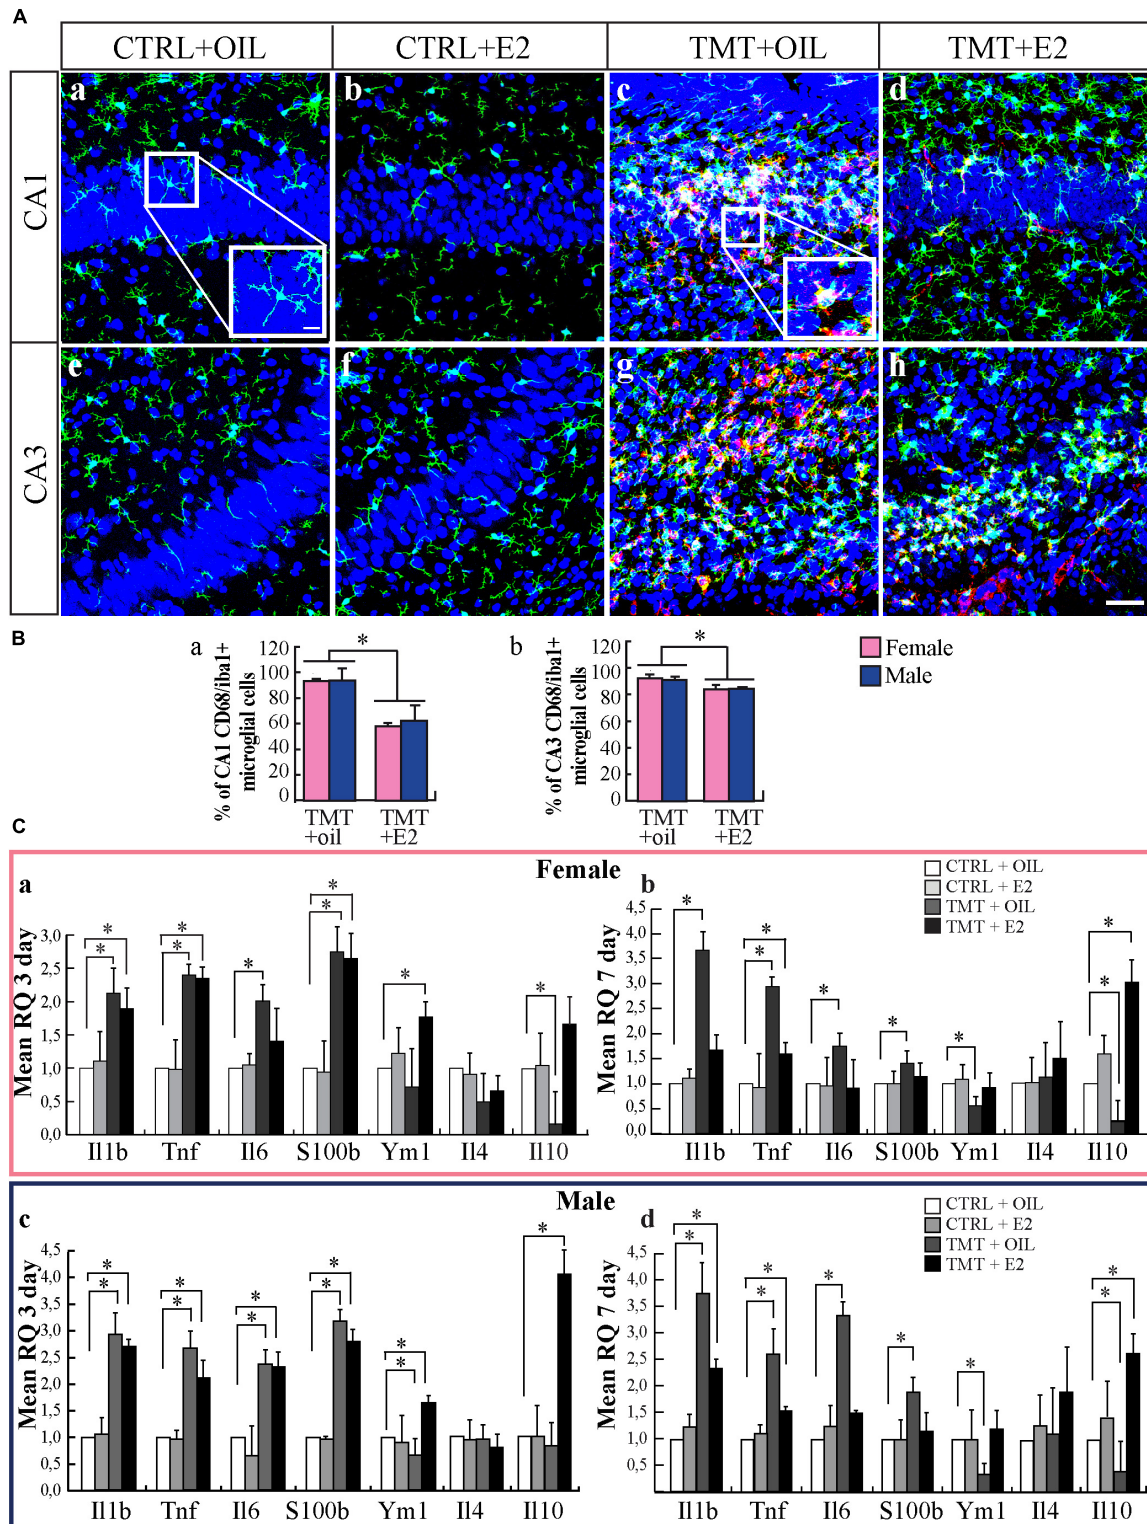 A
CTRL+OIL CTRL+E2 TMT+OIL TMT+E2
CA1
a b c d
CA3
e f g h
B
a
% of CA1 CD68/iba1+
microglial cells
120
100
80
60
40
20
0
TMT TMT
+oil +E2
*
b
% of CA3 CD68/iba1+
microglial cells
120
100
80
60
40
20
0
TMT TMT
+oil +E2
*
Female
Male
C
Female
a
Mean RQ 3 day
3,0
2,5
2,0
1,5
1,0
0,5
0,0
* * * * * * * * *
Il1b Tnf Il6 S100b Ym1 Il4 Il10
b
Mean RQ 7 day
4,5
4,0
3,5
3,0
2,5
2,0
1,5
1,0
0,5
0,0
* * * * * * * *
Il1b Tnf Il6 S100b Ym1 Il4 Il10
CTRL + OIL
CTRL + E2
TMT + OIL
TMT + E2
Male
c
Mean RQ 3 day
4,5
4,0
3,5
3,0
2,5
2,0
1,5
1,0
0,5
0,0
* * * * * * * * * * *
Il1b Tnf Il6 S100b Ym1 Il4 Il10
d
Mean RQ 7 day
4,5
4,0
3,5
3,0
2,5
2,0
1,5
1,0
0,5
0,0
* * * * * * * * *
Il1b Tnf Il6 S100b Ym1 Il4 Il10
CTRL + OIL
CTRL + E2
TMT + OIL
TMT + E2